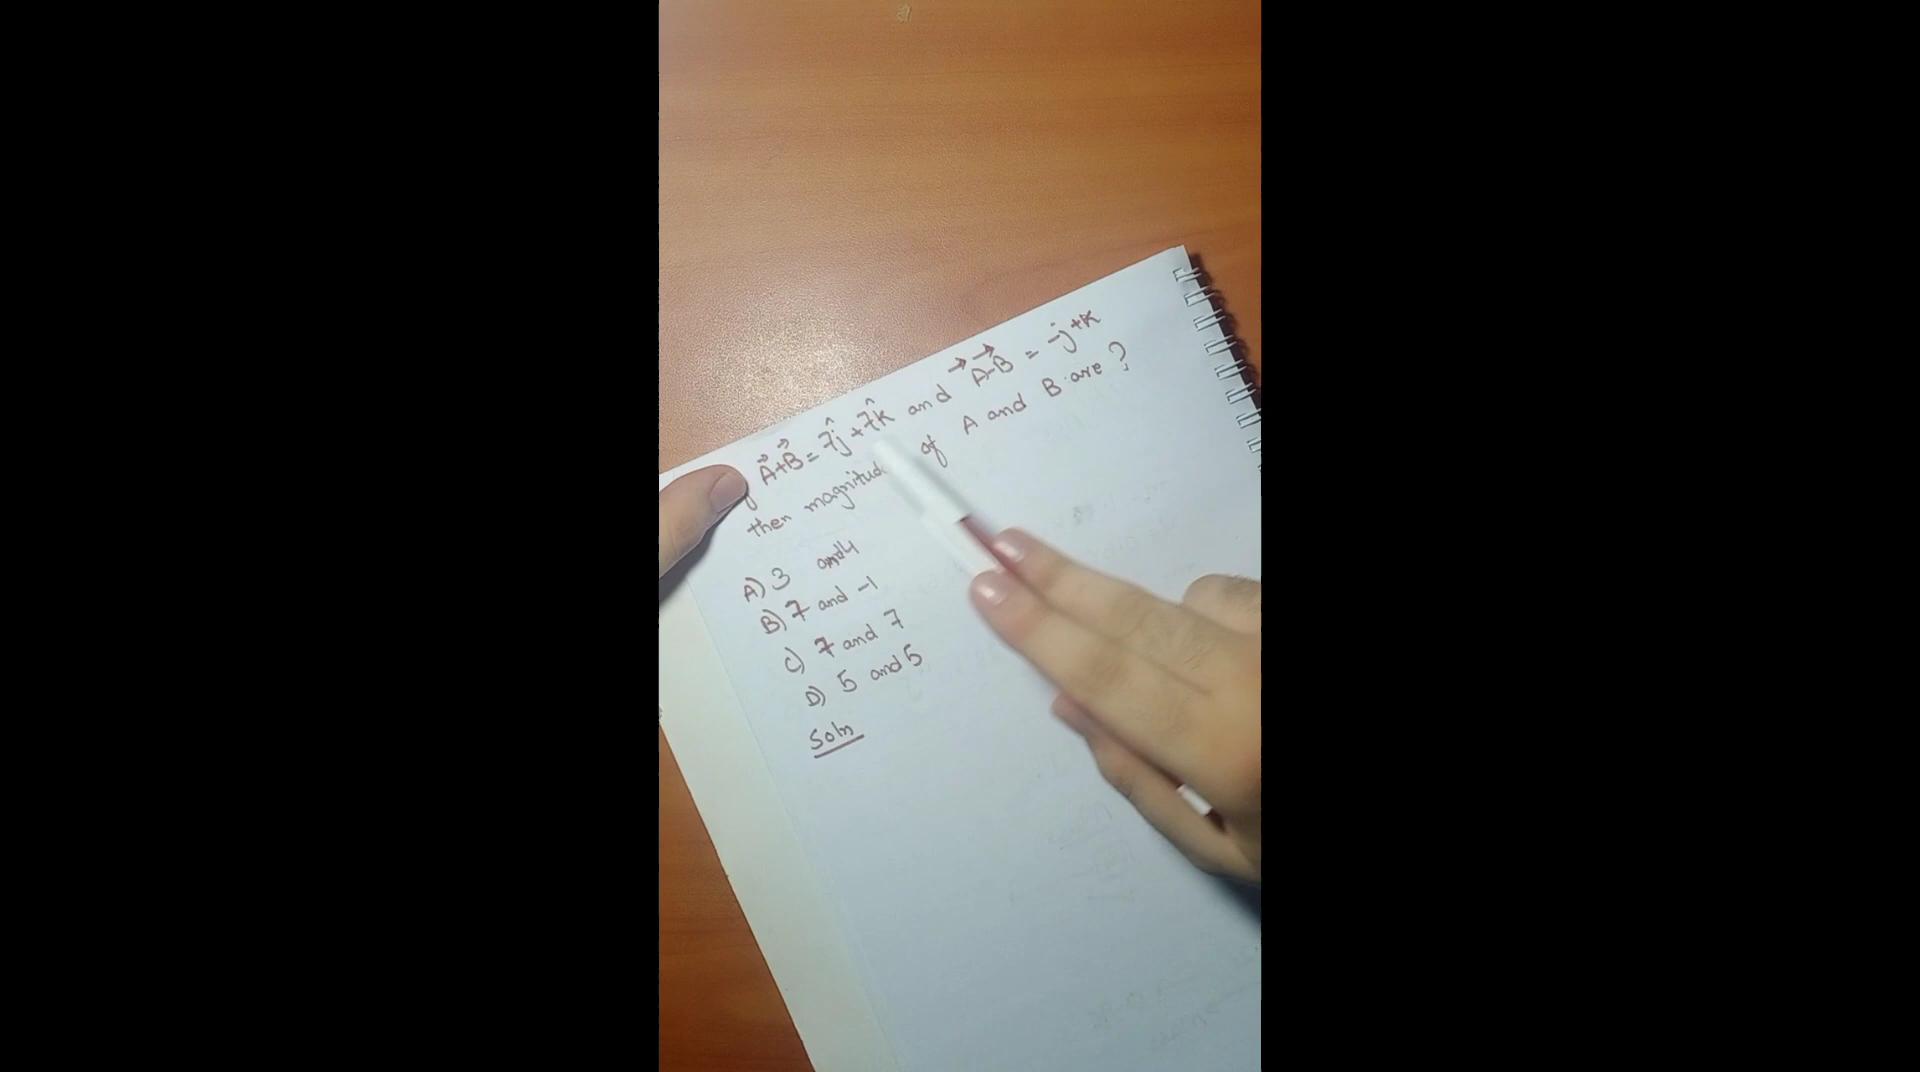 A⃗+B⃗ = 7ĵ+7k̂ and A⃗-B⃗ = -j+k
then magnitude of A and B are ?
A) 3 and 4
B) 7 and -1
C) 7 and 7
D) 5 and 5
Soln